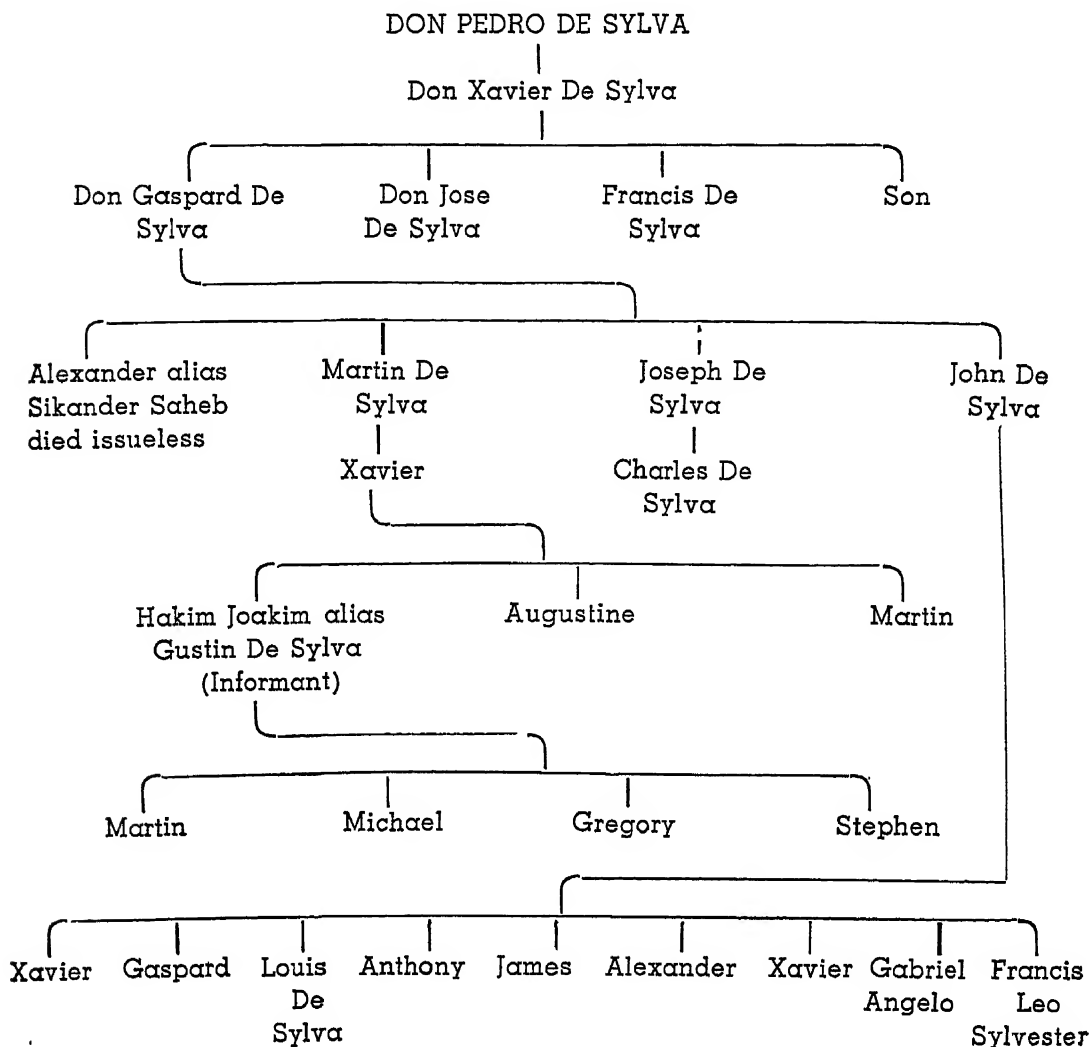 DON PEDRO DE SYLVA
Don Xavier De Sylva
Don Gaspard De
Sylva
Don Jose
De Sylva
Francis De
Sylva
Son
Alexander alias
Sikander Saheb
died issueless
Martin De
Sylva
Joseph De
Sylva
John De
Sylva
Xavier
Charles De
Sylva
Hakim Joakim alias
Gustin De Sylva
(Informant)
Augustine
Martin
Martin
Michael
Gregory
Stephen
Xavier
Gaspard
Louis
De
Sylva
Anthony
James
Alexander
Xavier
Gabriel
Angelo
Francis
Leo
Sylvester